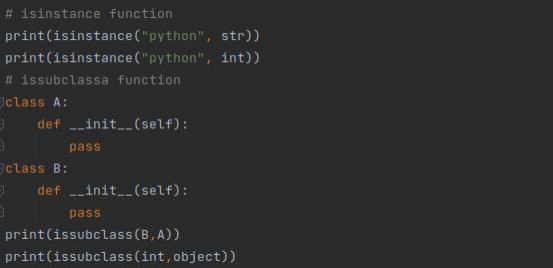 # isinstance function
print(isinstance("python", str))
print(isinstance("python", int))
# issubclassa function
class A:
    def __init__(self):
        pass
class B:
    def __init__(self):
        pass
print(issubclass(B,A))
print(issubclass(int,object))